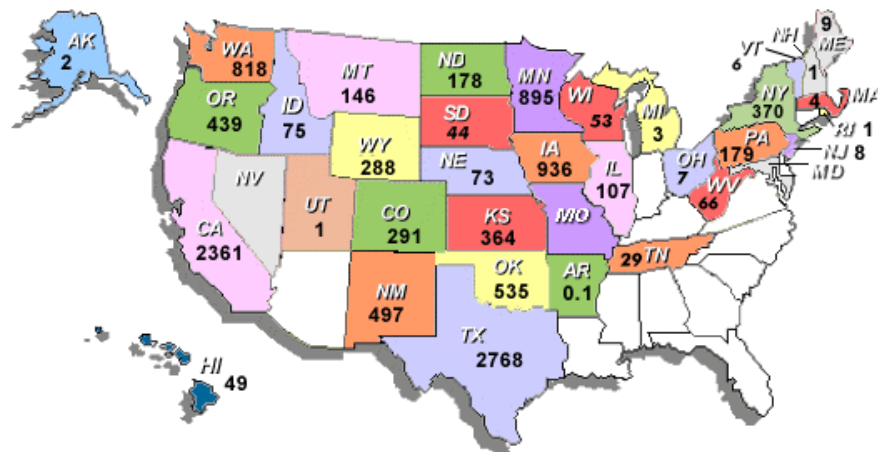 AK
2
WA
818
OR
439
CA
2361
NV
ID
75
MT
146
WY
288
UT
1
CO
291
NM
497
ND
178
SD
44
NE
73
KS
364
OK
535
TX
2768
MN
895
IA
936
MO
AR
0.1
WI
53
IL
107
MI
3
OH
7
WV
66
TN
29
PA
179
NY
370
VT
6
NH
1
ME
9
MA
4
RI 1
NJ 8
MD
HI
49